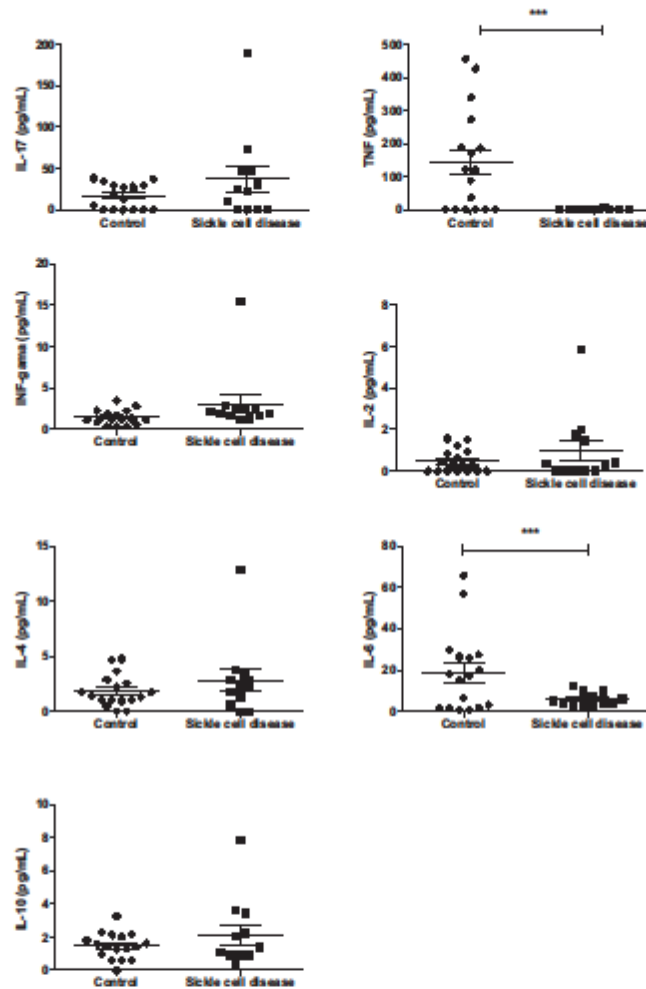 ***
IL-17 (pg/mL)
200
150
100
50
0
Control Sickle cell disease
TNF (pg/mL)
500
400
300
200
100
0
Control Sickle cell disease
INF-gama (pg/mL)
20
15
10
5
0
Control Sickle cell disease
IL-2 (pg/mL)
8
6
4
2
0
Control Sickle cell disease
IL-4 (pg/mL)
15
10
5
0
Control Sickle cell disease
***
IL-6 (pg/mL)
80
60
40
20
0
Control Sickle cell disease
IL-10 (pg/mL)
10
8
6
4
2
0
Control Sickle cell disease